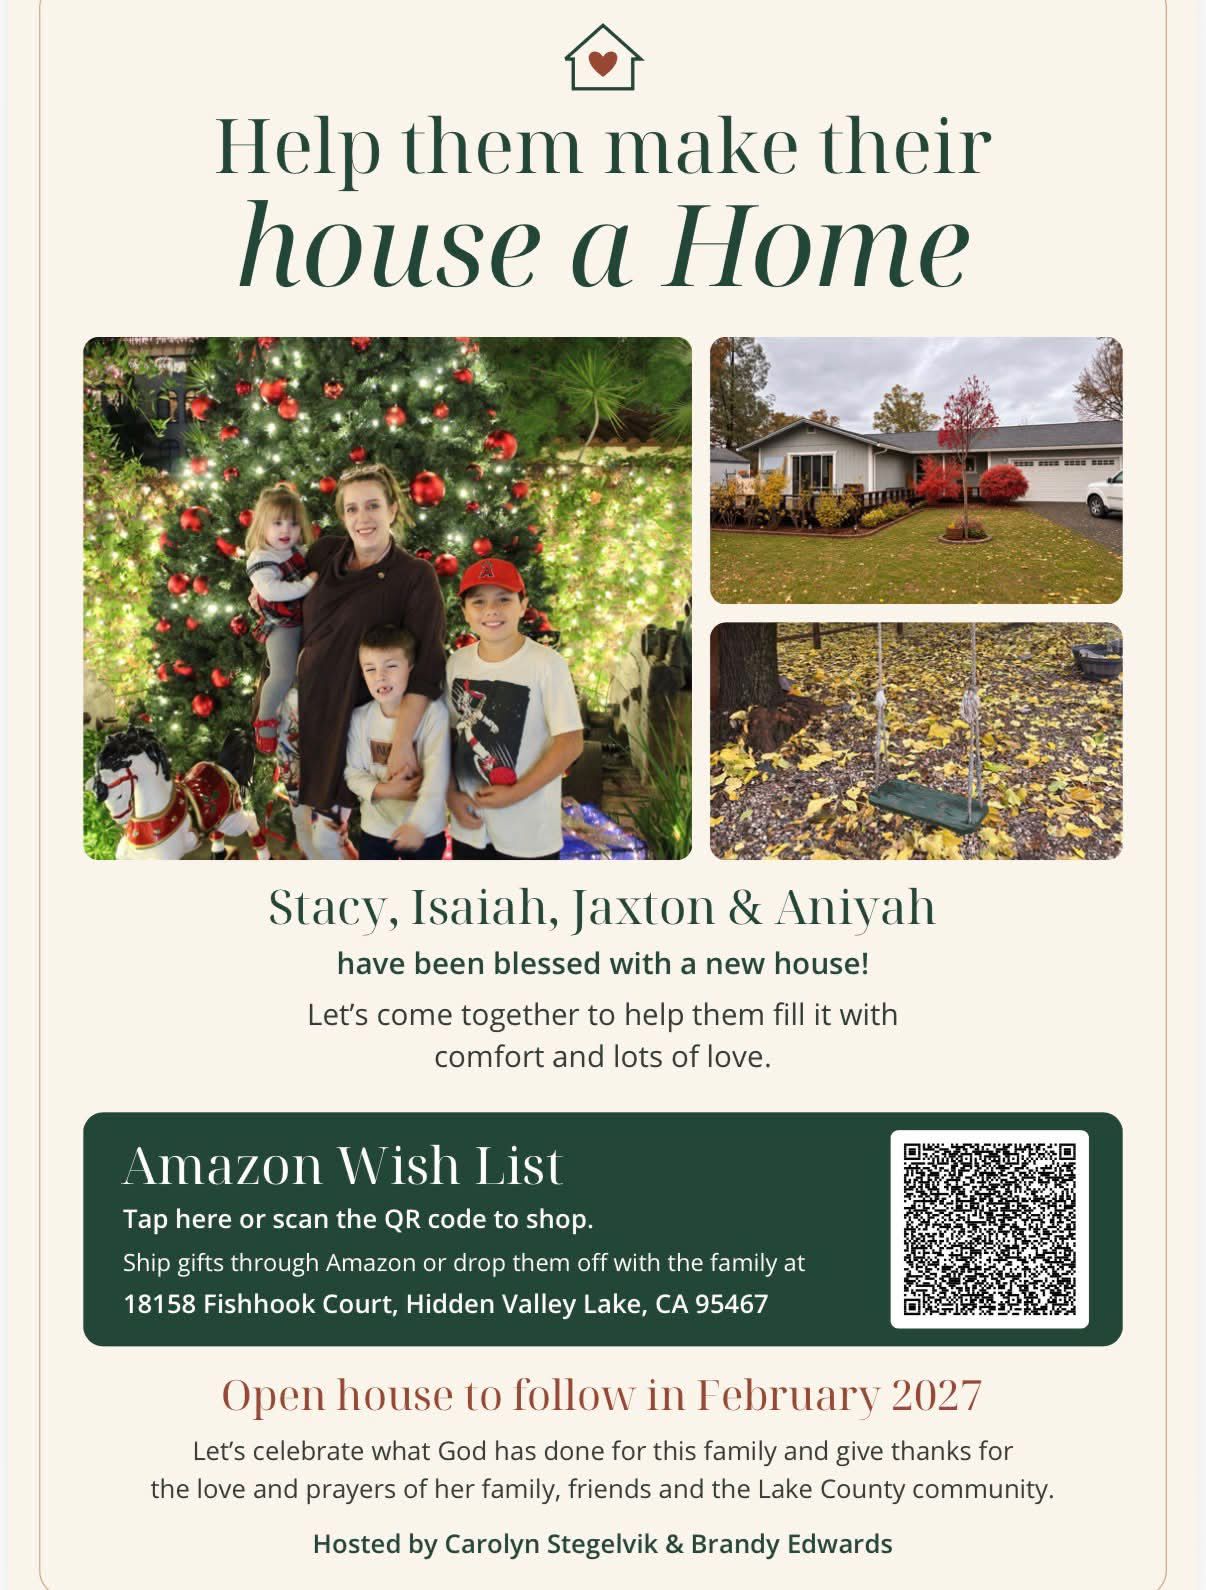 Help them make their
house a Home
Stacy, Isaiah, Jaxton & Aniyah
have been blessed with a new house!
Let’s come together to help them fill it with
comfort and lots of love.
Amazon Wish List
Tap here or scan the QR code to shop.
Ship gifts through Amazon or drop them off with the family at
18158 Fishhook Court, Hidden Valley Lake, CA 95467
Open house to follow in February 2027
Let’s celebrate what God has done for this family and give thanks for
the love and prayers of her family, friends and the Lake County community.
Hosted by Carolyn Stegelvik & Brandy Edwards